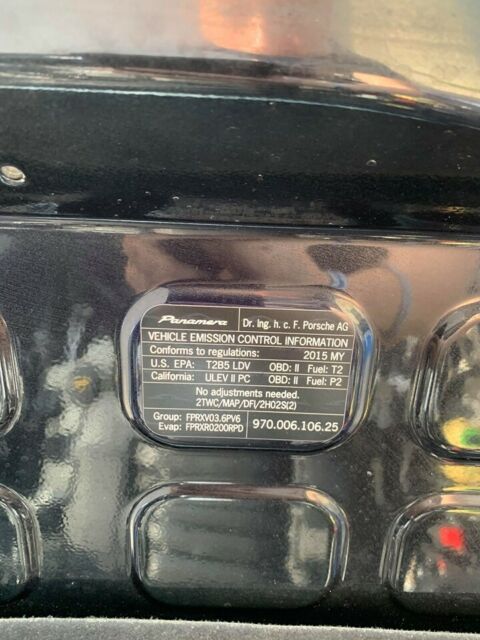 Panamera Dr. Ing. h. c. F. Porsche AG
VEHICLE EMISSION CONTROL INFORMATION
Conforms to regulations: 2015 MY
U.S. EPA: T2B5 LDV OBD: II Fuel: T2
California: ULEV II PC OBD: II Fuel: P2
No adjustments needed.
2TWC/MAP/DFI/2HO2S(2)
Group: FPRXV03.6PV6
Evap: FPRXR0200RPD
970.006.106.25